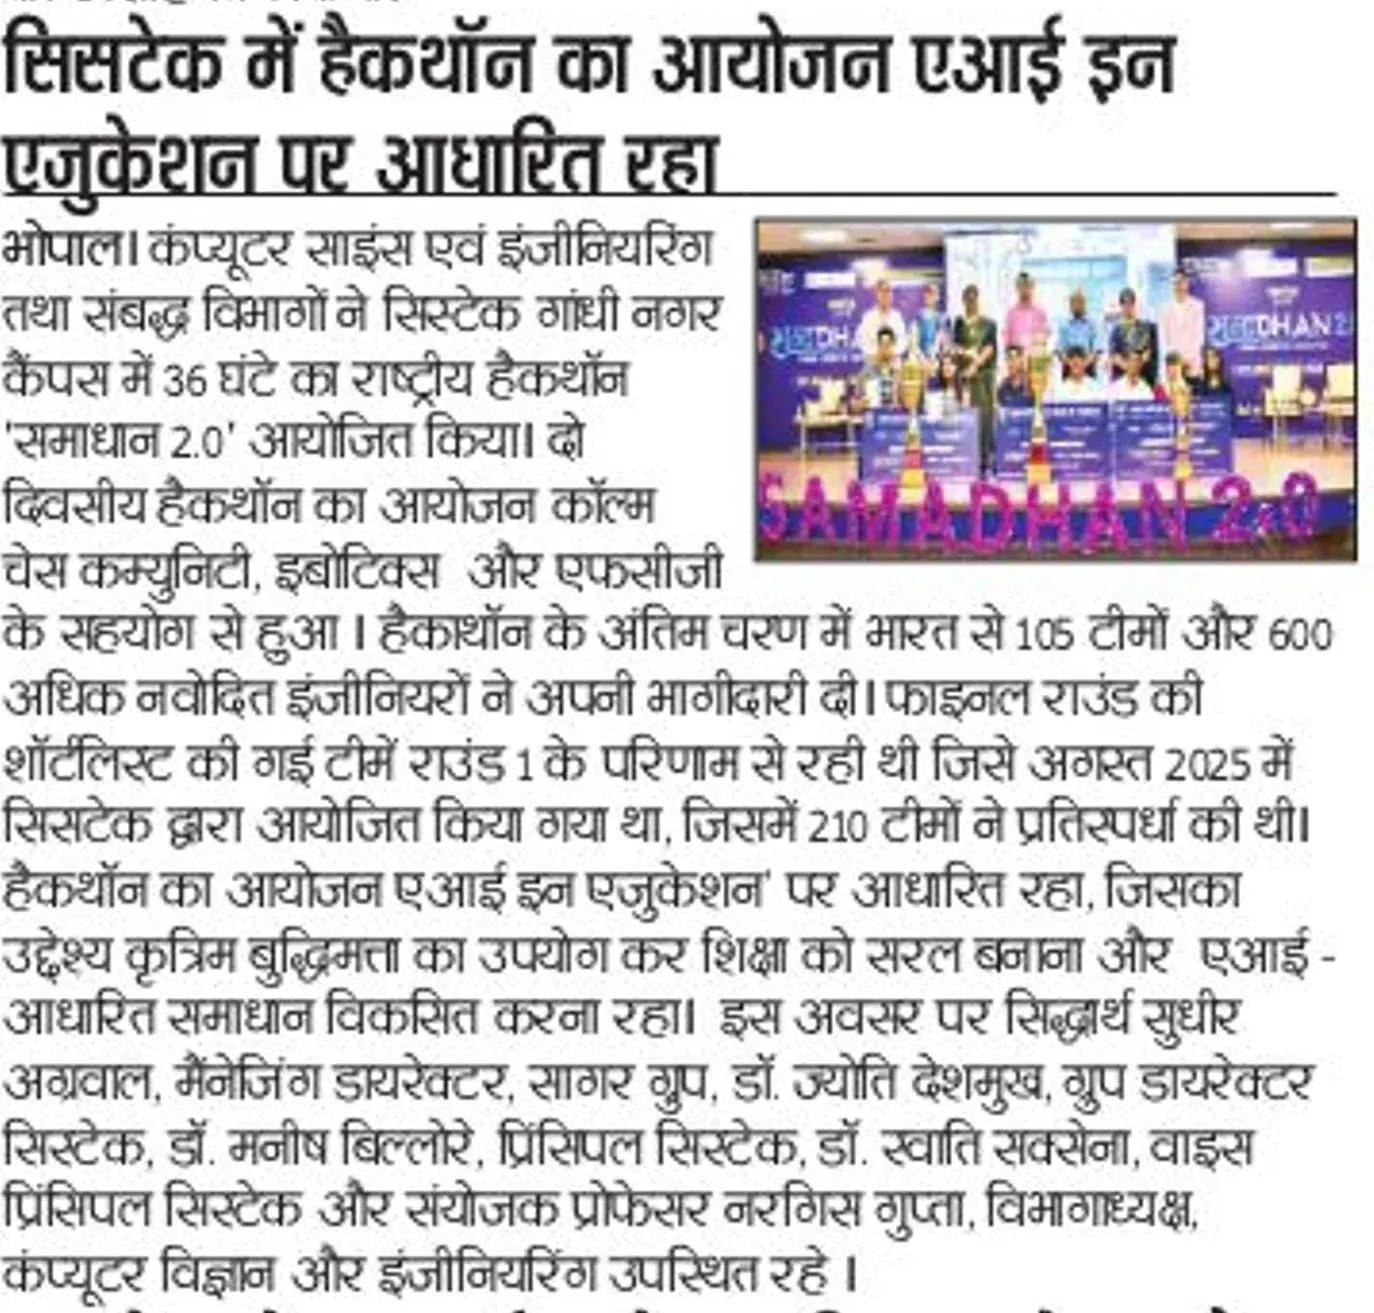 सिसटेक में हैकथॉन का आयोजन एआई इन
एजुकेशन पर आधारित रहा
भोपाल। कंप्यूटर साइंस एवं इंजीनियरिंग
तथा संबद्ध विभागों ने सिस्टेक गांधी नगर
कैंपस में 36 घंटे का राष्ट्रीय हैकथॉन
'समाधान 2.0' आयोजित किया। दो
दिवसीय हैकथॉन का आयोजन कॉल्म
चेस कम्युनिटी, इबोटिक्स और एफसीजी
के सहयोग से हुआ । हैकाथॉन के अंतिम चरण में भारत से 105 टीमों और 600
अधिक नवोदित इंजीनियरों ने अपनी भागीदारी दी। फाइनल राउंड की
शॉर्टलिस्ट की गई टीमें राउंड 1 के परिणाम से रही थी जिसे अगस्त 2025 में
सिसटेक द्वारा आयोजित किया गया था, जिसमें 210 टीमों ने प्रतिस्पर्धा की थी।
हैकथॉन का आयोजन एआई इन एजुकेशन' पर आधारित रहा, जिसका
उद्देश्य कृत्रिम बुद्धिमत्ता का उपयोग कर शिक्षा को सरल बनाना और एआई -
आधारित समाधान विकसित करना रहा। इस अवसर पर सिद्धार्थ सुधीर
अग्रवाल, मैनेजिंग डायरेक्टर, सागर ग्रुप, डॉ. ज्योति देशमुख, ग्रुप डायरेक्टर
सिस्टेक, डॉ. मनीष बिल्लोरे, प्रिंसिपल सिस्टेक, डॉ. स्वाति सक्सेना, वाइस
प्रिंसिपल सिस्टेक और संयोजक प्रोफेसर नरगिस गुप्ता, विभागाध्यक्ष,
कंप्यूटर विज्ञान और इंजीनियरिंग उपस्थित रहे ।
SAMADHAN 2.0